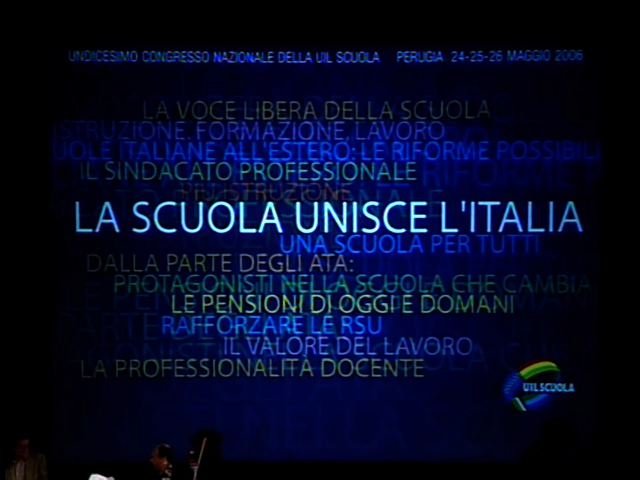 UNDICESIMO CONGRESSO NAZIONALE DELLA UIL SCUOLA PERUGIA 24-25-26 MAGGIO 2006
LA VOCE LIBERA DELLA SCUOLA
ISTRUZIONE, FORMAZIONE, LAVORO
UOLE ITALIANE ALL'ESTERO: LE RIFORME POSSIBILI
IL SINDACATO PROFESSIONALE
PIÙ ISTRUZIONE
LA SCUOLA UNISCE L'ITALIA
UNA SCUOLA PER TUTTI
DALLA PARTE DEGLI ATA:
PROTAGONISTI NELLA SCUOLA CHE CAMBIA
LE PENSIONI DI OGGI E DOMANI
RAFFORZARE LE RSU
IL VALORE DEL LAVORO
LA PROFESSIONALITÀ DOCENTE
UIL SCUOLA